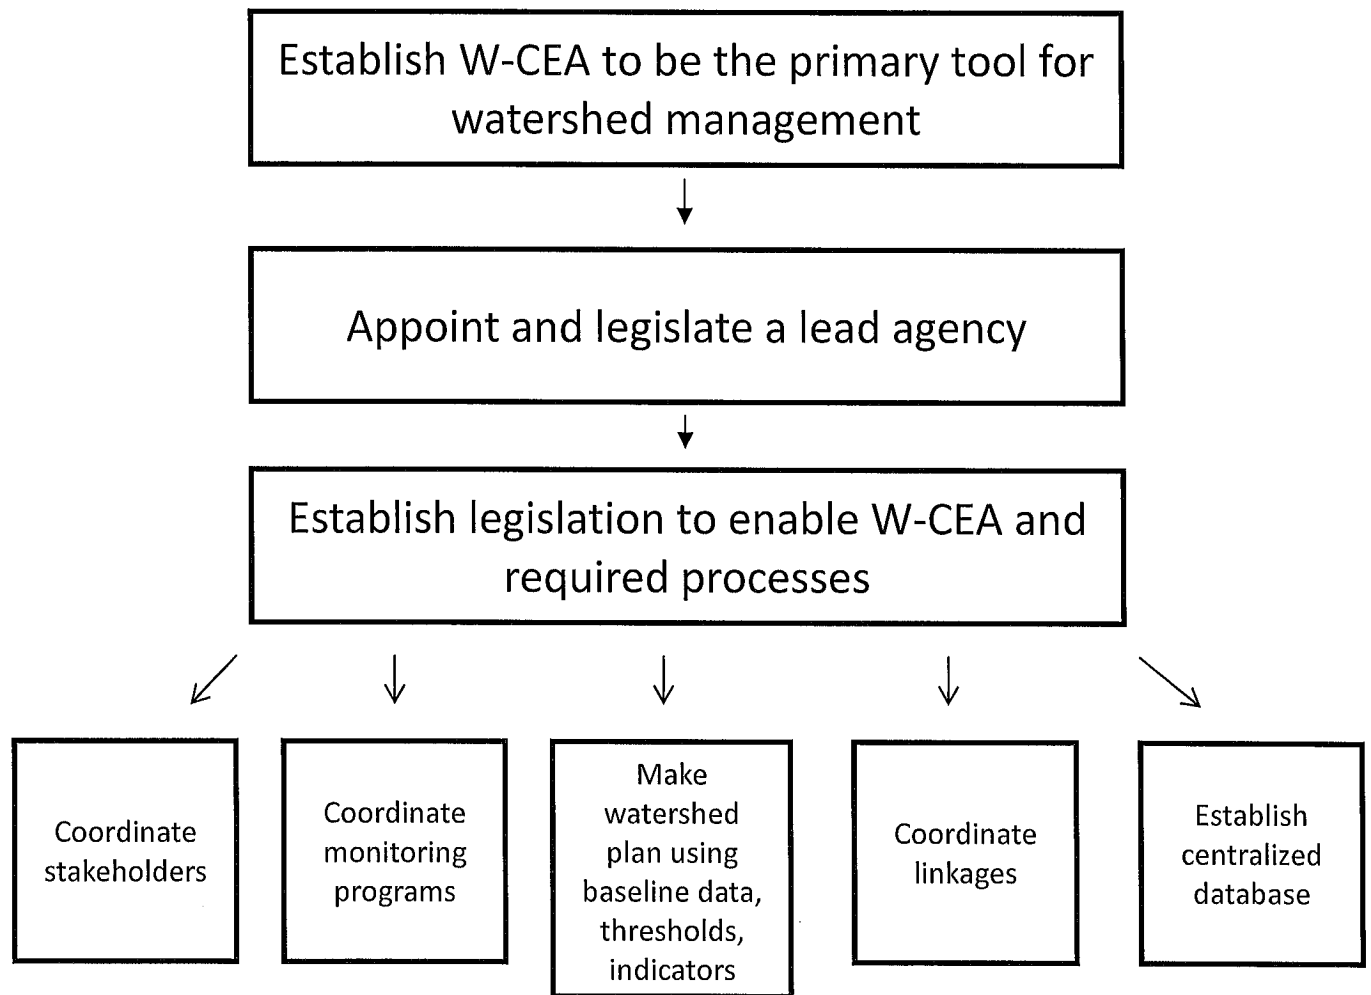 Establish W-CEA to be the primary tool for
watershed management
Appoint and legislate a lead agency
Establish legislation to enable W-CEA and
required processes
Coordinate
stakeholders
Coordinate
monitoring
programs
Make
watershed
plan using
baseline data,
thresholds,
indicators
Coordinate
linkages
Establish
centralized
database